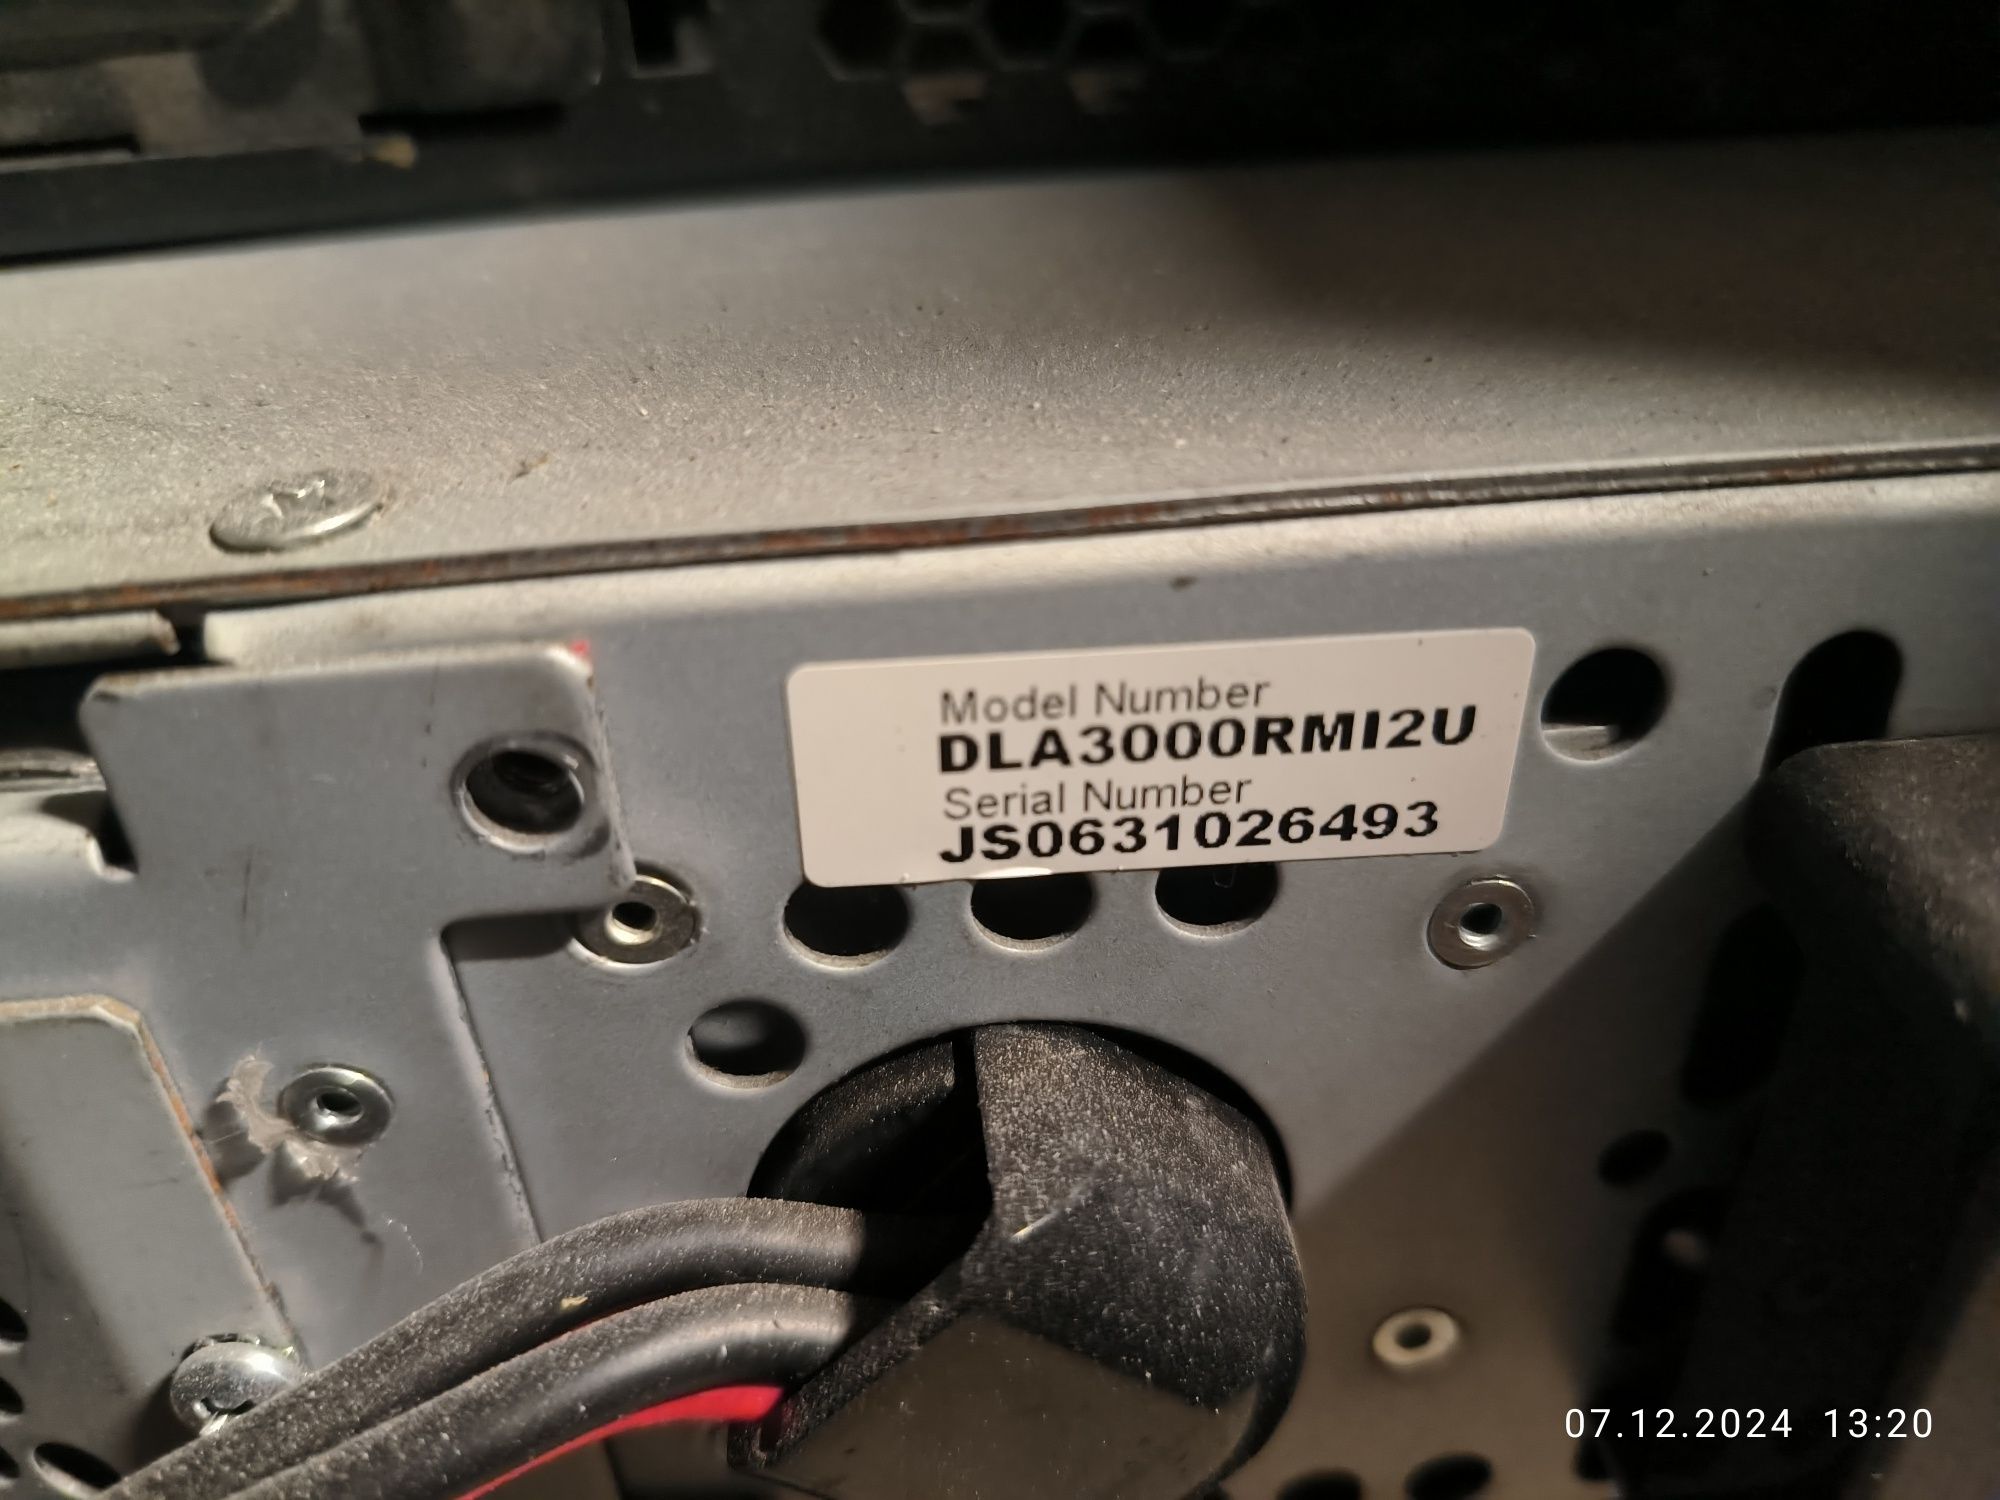 Model Number
DLA3000RMI2U
Serial Number
JS0631026493
07.12.2024 13:20